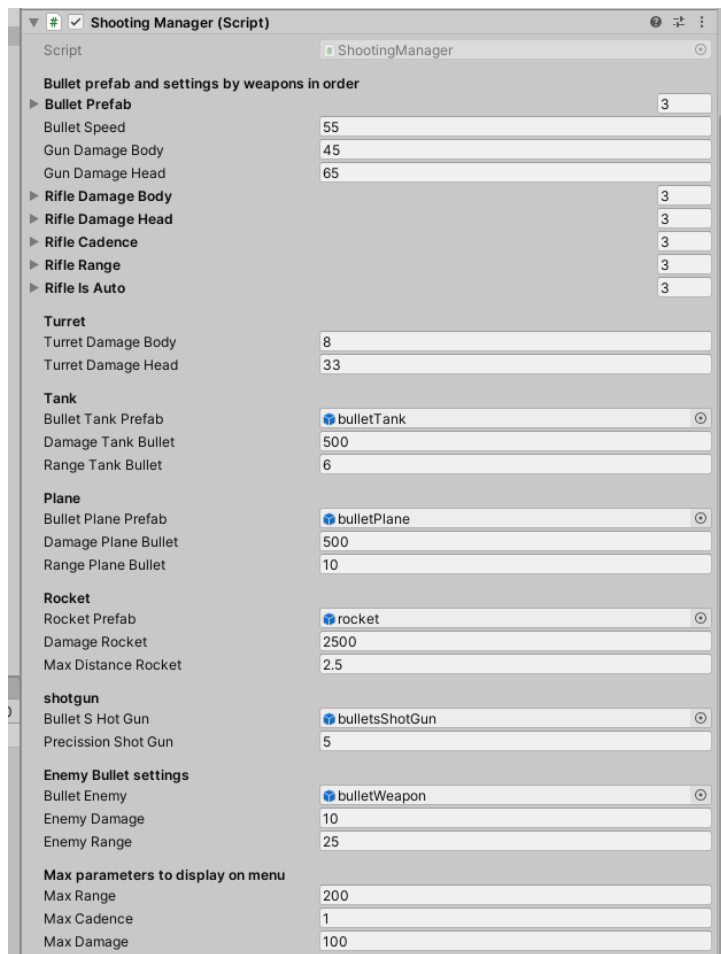 Shooting Manager (Script)
Script ShootingManager
Bullet prefab and settings by weapons in order
Bullet Prefab 3
Bullet Speed 55
Gun Damage Body 45
Gun Damage Head 65
Rifle Damage Body 3
Rifle Damage Head 3
Rifle Cadence 3
Rifle Range 3
Rifle Is Auto 3
Turret
Turret Damage Body 8
Turret Damage Head 33
Tank
Bullet Tank Prefab bulletTank
Damage Tank Bullet 500
Range Tank Bullet 6
Plane
Bullet Plane Prefab bulletPlane
Damage Plane Bullet 500
Range Plane Bullet 10
Rocket
Rocket Prefab rocket
Damage Rocket 2500
Max Distance Rocket 2.5
shotgun
Bullet S Hot Gun bulletsShotGun
Precission Shot Gun 5
Enemy Bullet settings
Bullet Enemy bulletWeapon
Enemy Damage 10
Enemy Range 25
Max parameters to display on menu
Max Range 200
Max Cadence 1
Max Damage 100